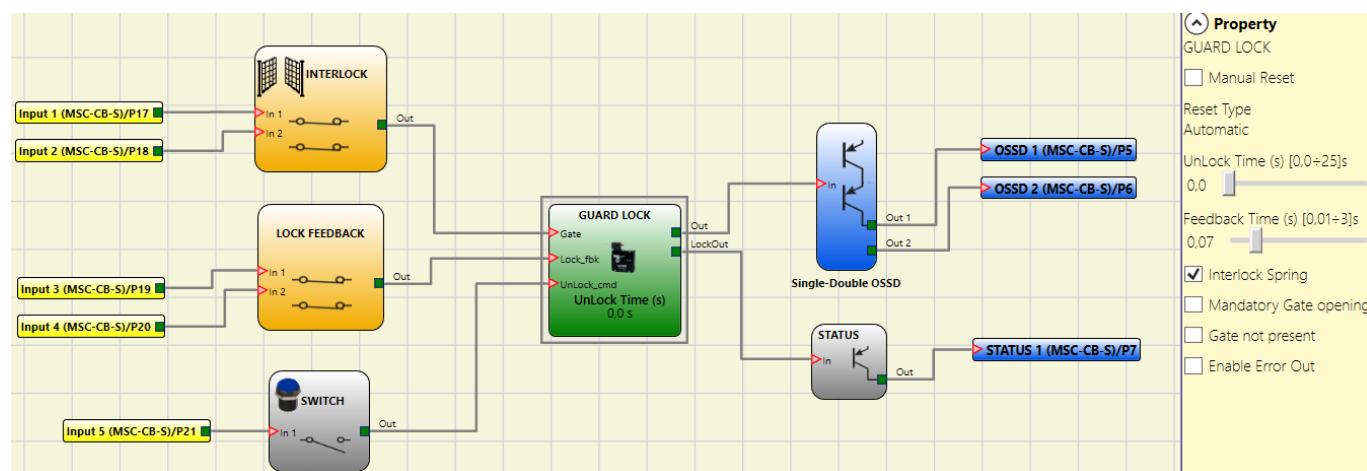 INTERLOCK
Input 1 (MSC-CB-S)/P17
In 1
Out
Input 2 (MSC-CB-S)/P18
In 2
LOCK FEEDBACK
Input 3 (MSC-CB-S)/P19
In 1
Out
Input 4 (MSC-CB-S)/P20
In 2
SWITCH
Input 5 (MSC-CB-S)/P21
In 1
Out
GUARD LOCK
Gate
Out
Lock_fbk
LockOut
UnLock_cmd
UnLock Time (s)
0,0 s
In
Out 1
Out 2
Single-Double OSSD
OSSD 1 (MSC-CB-S)/P5
OSSD 2 (MSC-CB-S)/P6
STATUS
In
Out
STATUS 1 (MSC-CB-S)/P7
Property
GUARD LOCK
Manual Reset
Reset Type
Automatic
UnLock Time (s) [0,0÷25]s
0,0
Feedback Time (s) [0,01÷3]s
0,07
Interlock Spring
Mandatory Gate opening
Gate not present
Enable Error Out